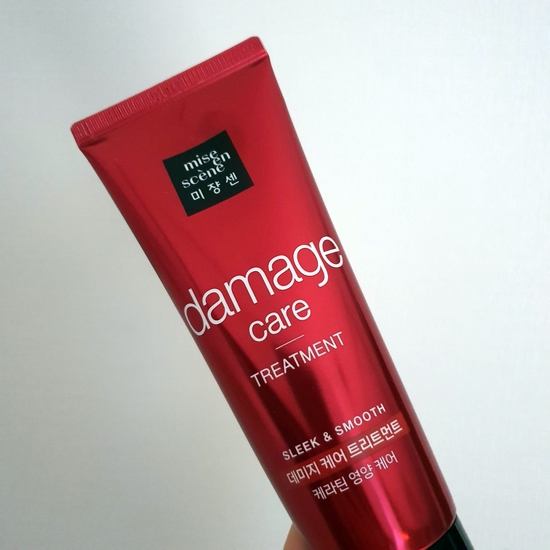 mise
en
scène
미쟝센
damage
care
TREATMENT
SLEEK & SMOOTH
데미지 케어 트리트먼트
케라틴 영양 케어